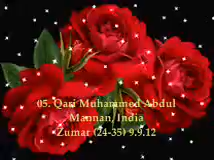 05. Qari Muhammed Abdul
Mannan, India
Zumar (24-35) 9.9.12